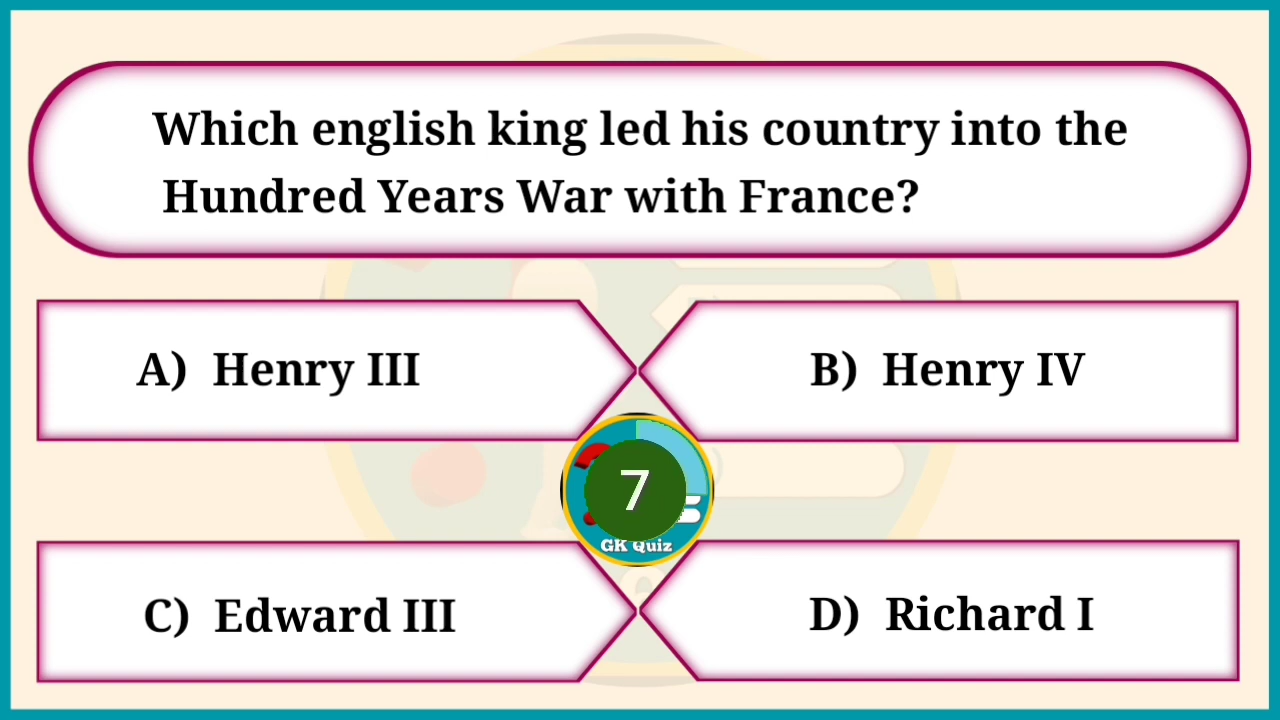 Which english king led his country into the
Hundred Years War with France?
A) Henry III
B) Henry IV
7
GK Quiz
C) Edward III
D) Richard I